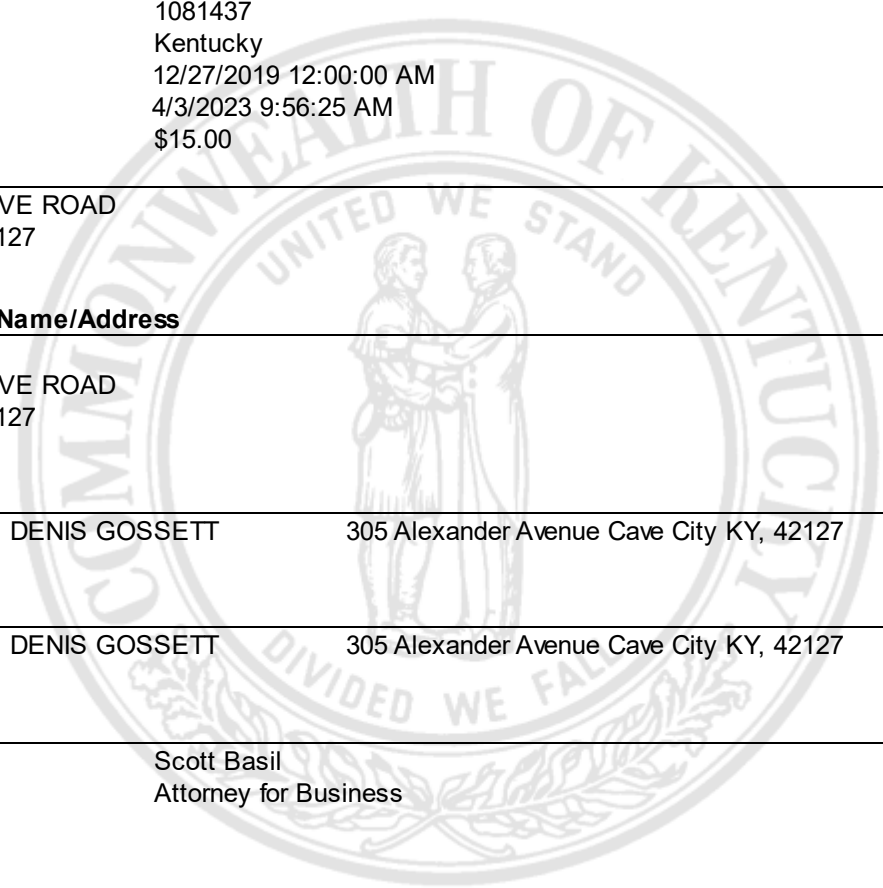 1081437
Kentucky
12/27/2019 12:00:00 AM
4/3/2023 9:56:25 AM
$15.00
VE ROAD
127
Name/Address
VE ROAD
127
DENIS GOSSETT 305 Alexander Avenue Cave City KY, 42127
DENIS GOSSETT 305 Alexander Avenue Cave City KY, 42127
Scott Basil
Attorney for Business
COMMONWEALTH OF KENTUCKY
UNITED WE STAND
DIVIDED WE FALL